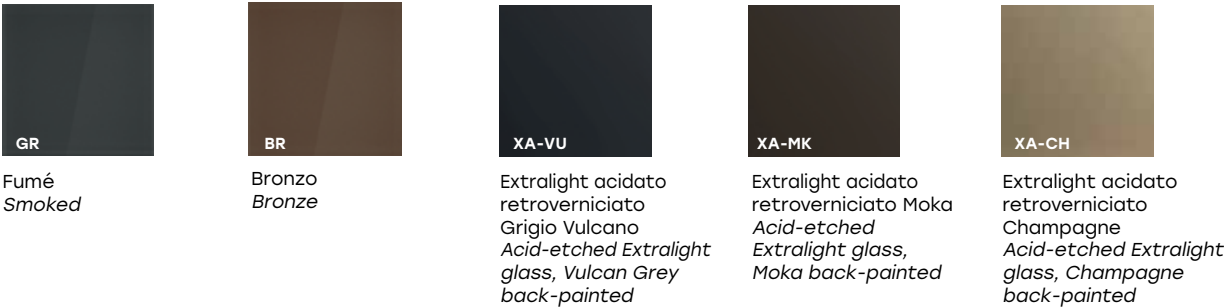 GR
Fumé
Smoked
BR
Bronzo
Bronze
XA-VU
Extralight acidato
retroverniciato
Grigio Vulcano
Acid-etched Extralight
glass, Vulcan Grey
back-painted
XA-MK
Extralight acidato
retroverniciato Moka
Acid-etched
Extralight glass,
Moka back-painted
XA-CH
Extralight acidato
retroverniciato
Champagne
Acid-etched Extralight
glass, Champagne
back-painted